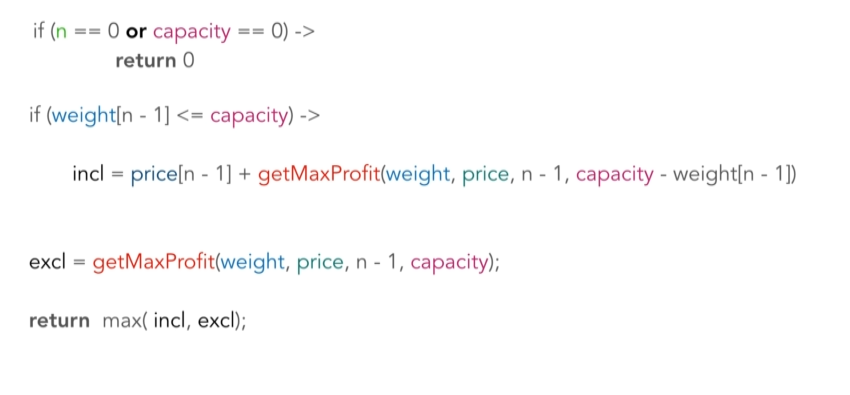 if (n == 0 or capacity == 0) ->
return 0
if (weight[n - 1] <= capacity) ->
incl = price[n - 1] + getMaxProfit(weight, price, n - 1, capacity - weight[n - 1])
excl = getMaxProfit(weight, price, n - 1, capacity);
return max( incl, excl);